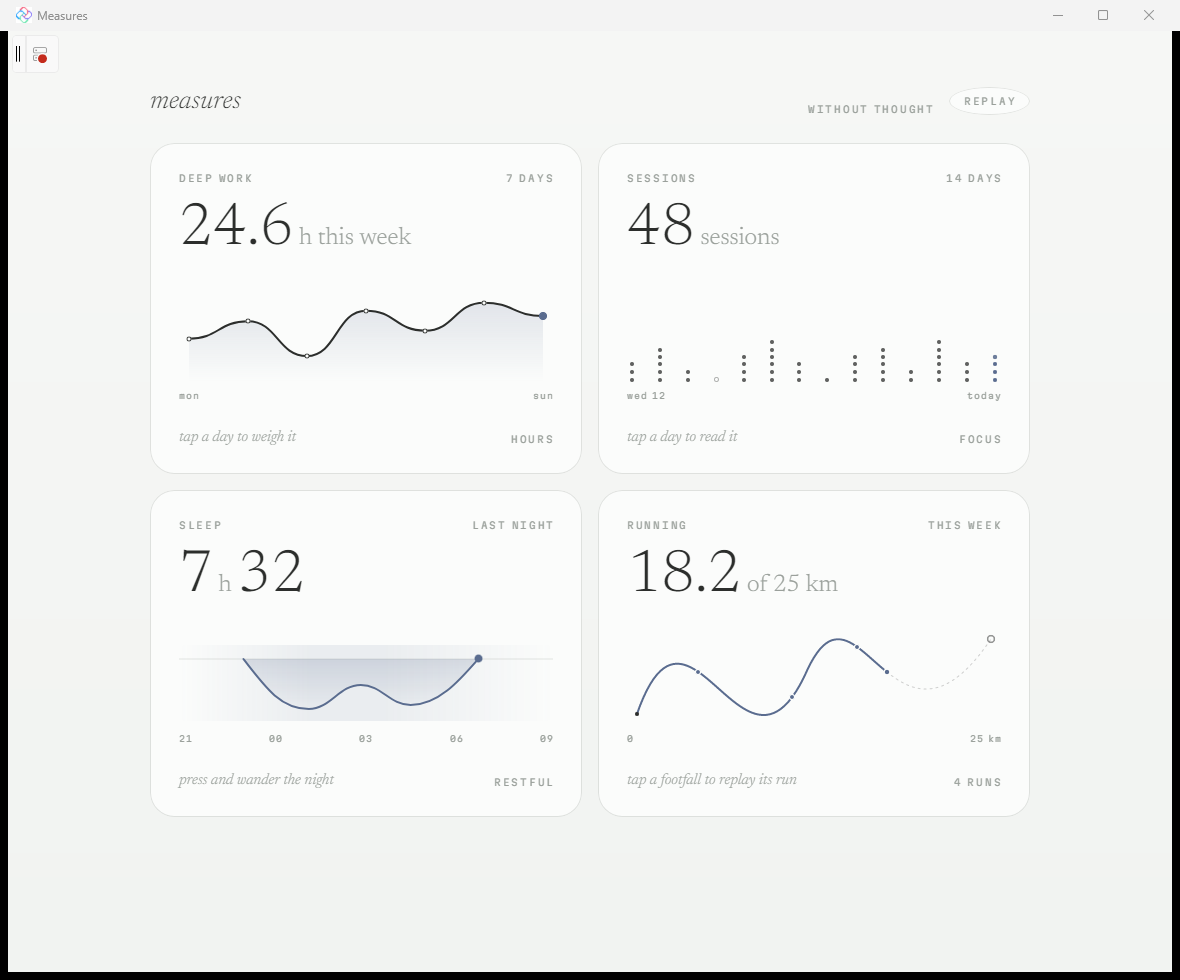 Measures
measures
WITHOUT THOUGHT
REPLAY
DEEP WORK
7 DAYS
24.6 h this week
mon
sun
tap a day to weigh it
HOURS
SESSIONS
14 DAYS
48 sessions
wed 12
today
tap a day to read it
FOCUS
SLEEP
LAST NIGHT
7 h 32
21 00 03 06 09
press and wander the night
RESTFUL
RUNNING
THIS WEEK
18.2 of 25 km
0
25 km
tap a footfall to replay its run
4 RUNS